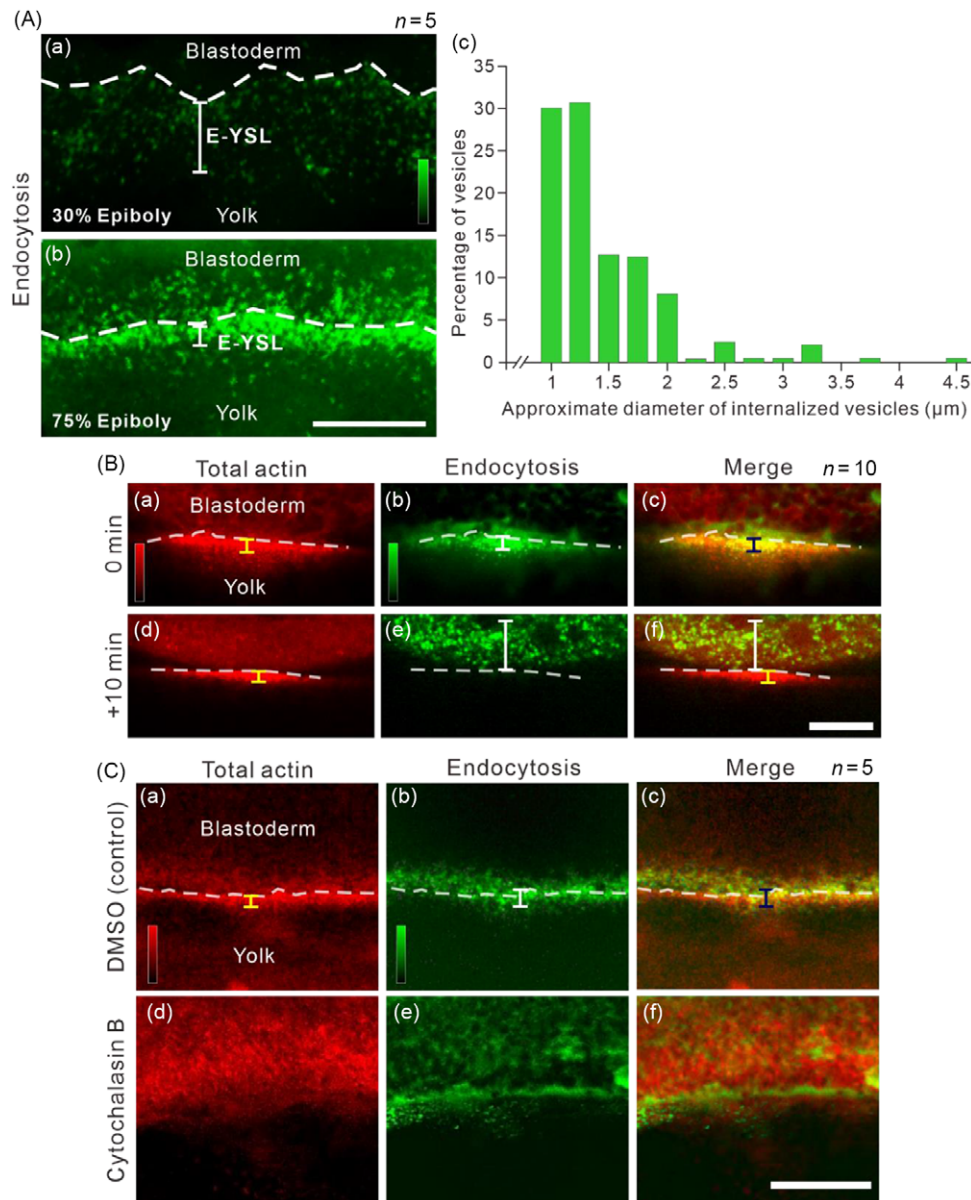 (A)
n = 5
Endocytosis
(a)
Blastoderm
E-YSL
30% Epiboly
Yolk
(b)
Blastoderm
E-YSL
75% Epiboly
Yolk
(c)
Percentage of vesicles
35
30
25
20
15
10
5
0
1 1.5 2 2.5 3 3.5 4 4.5
Approximate diameter of internalized vesicles (µm)
(B)
Total actin Endocytosis Merge n = 10
0 min
(a)
Blastoderm
Yolk
(b)
(c)
+10 min
(d)
(e)
(f)
(C)
Total actin Endocytosis Merge n = 5
DMSO (control)
(a)
Blastoderm
Yolk
(b)
(c)
Cytochalasin B
(d)
(e)
(f)